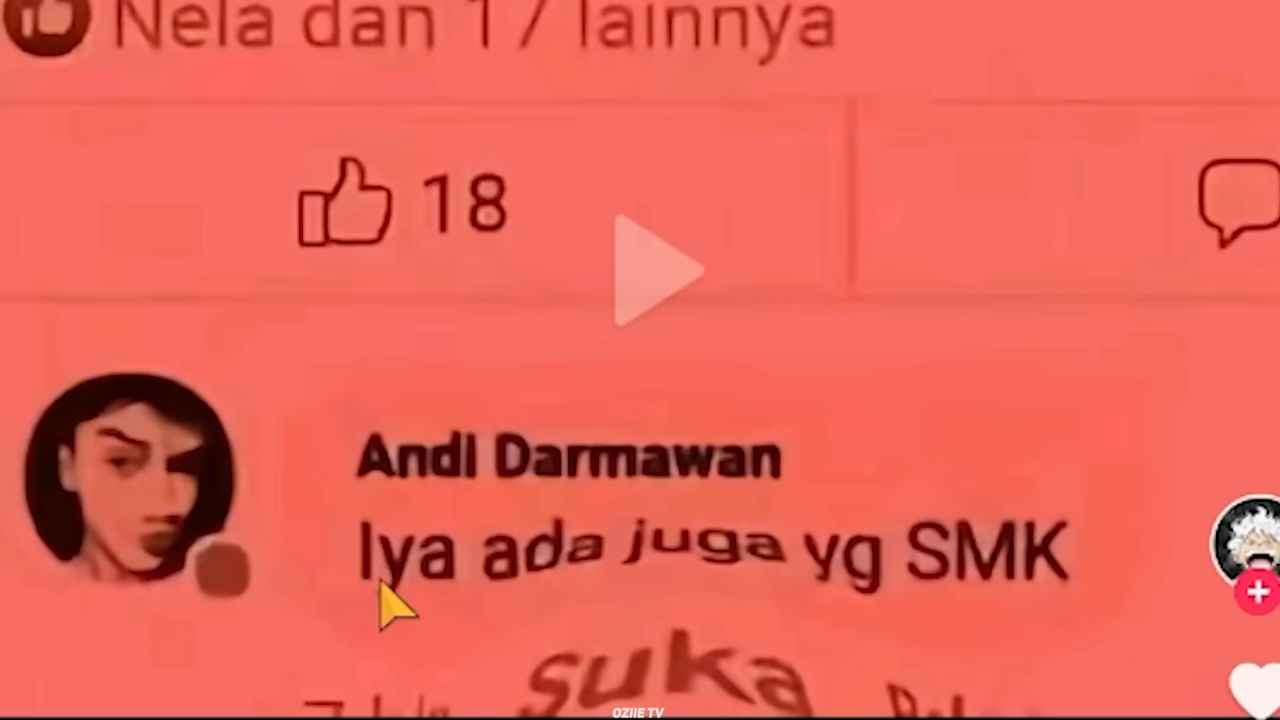 Nela dan 17 lainnya
18
Andi Darmawan
Iya ada juga yg SMK
suka
OZIIE TV